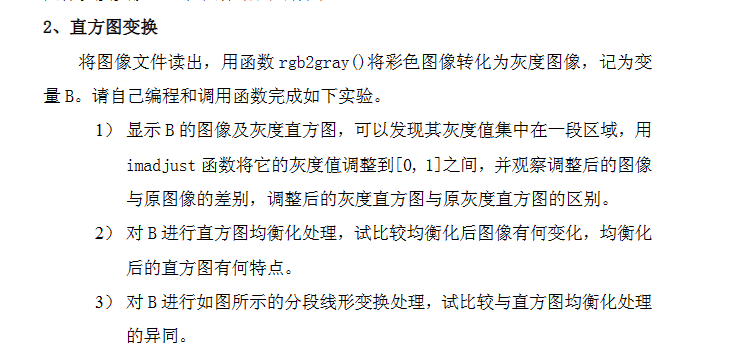 2、直方图变换
将图像文件读出，用函数 rgb2gray()将彩色图像转化为灰度图像，记为变
量 B。请自己编程和调用函数完成如下实验。
1） 显示 B 的图像及灰度直方图，可以发现其灰度值集中在一段区域，用
imadjust 函数将它的灰度值调整到[0, 1]之间，并观察调整后的图像
与原图像的差别，调整后的灰度直方图与原灰度直方图的区别。
2） 对 B 进行直方图均衡化处理，试比较均衡化后图像有何变化，均衡化
后的直方图有何特点。
3） 对 B 进行如图所示的分段线形变换处理，试比较与直方图均衡化处理
的异同。